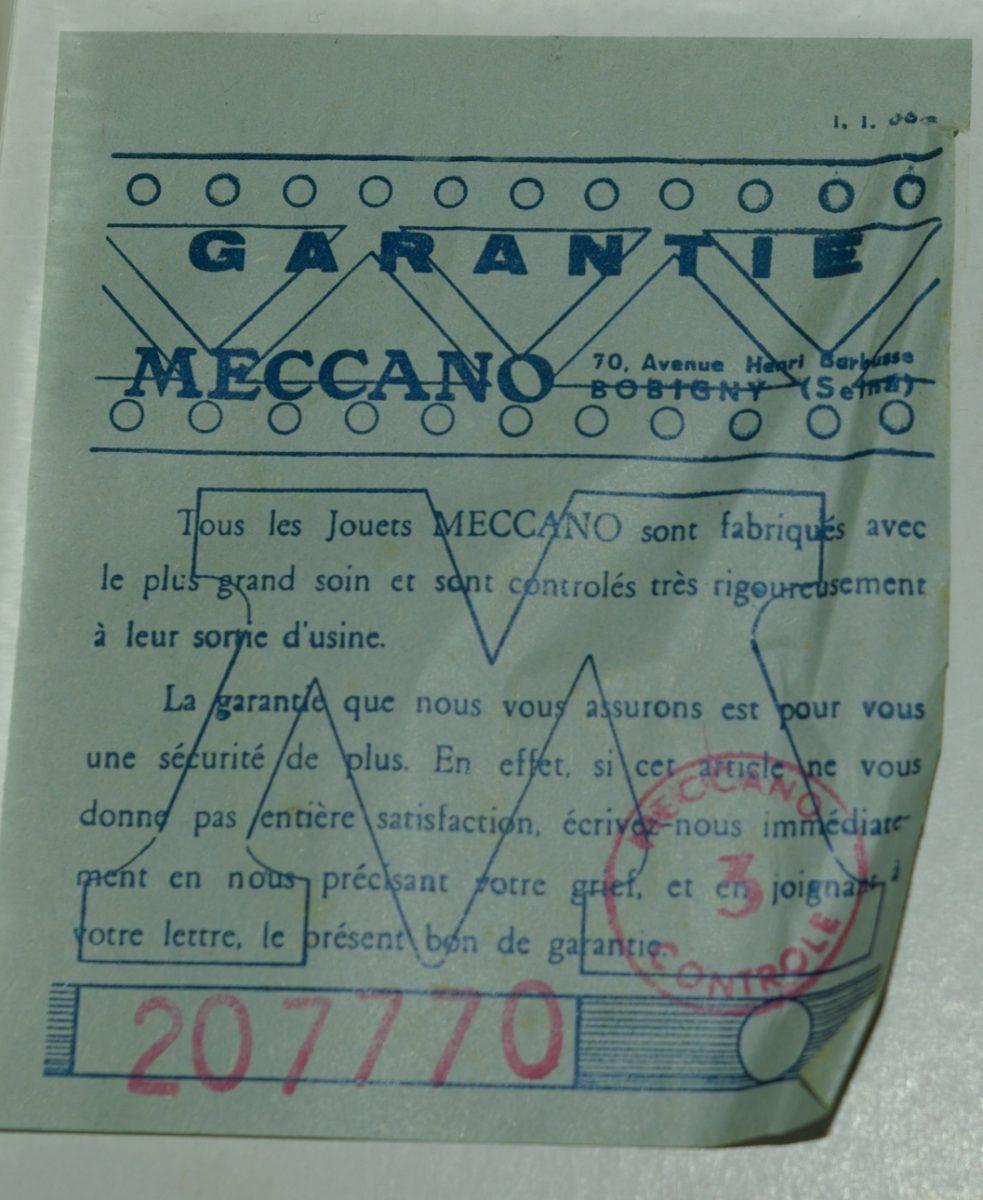 1. 1.
GARANTIE
MECCANO 70, Avenue Henri Barbusse
BOBIGNY (Seine)
Tous les Jouets MECCANO sont fabriqués avec
le plus grand soin et sont controlés très rigoureusement
à leur sortie d'usine.
La garantie que nous vous assurons est pour vous
une sécurité de plus. En effet, si cet article ne vous
donne pas entière satisfaction, écrivez-nous immédiate-
ment en nous précisant votre grief, et en joignant à
votre lettre, le présent bon de garantie.
MECCANO
3
CONTROLE
207770